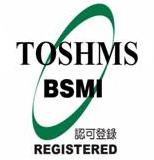 TOSHMS
BSMI
認可登錄
REGISTERED